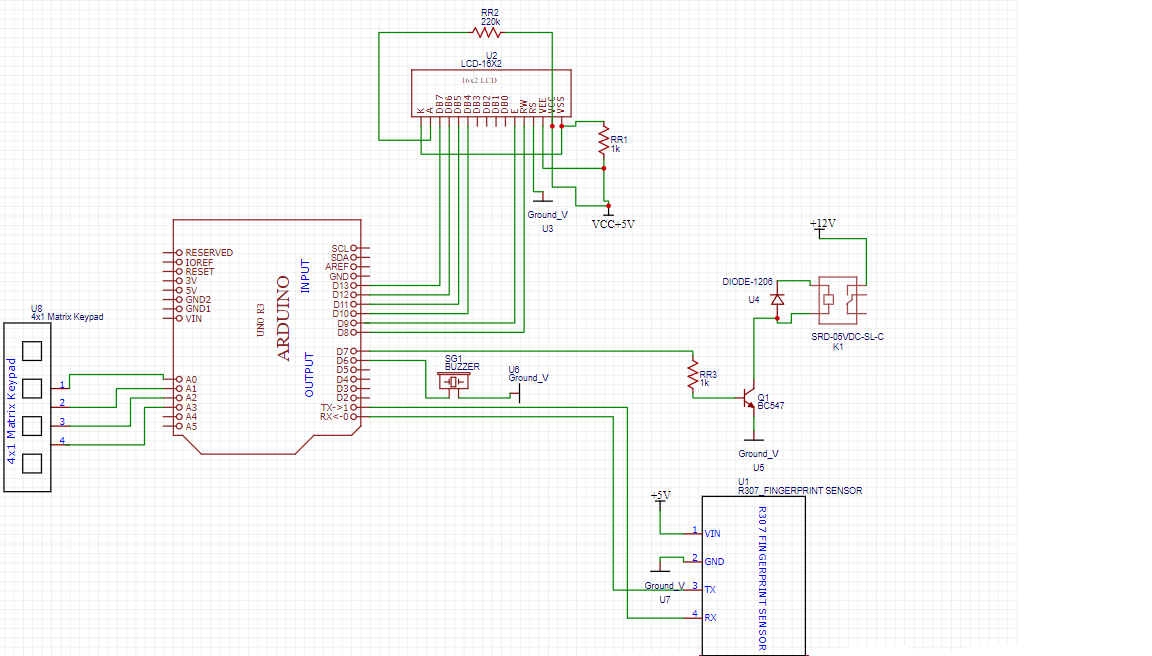 RR2
220k
U2
LCD-16X2
16x2 LCD
K
A
DB7
DB6
DB5
DB4
DB3
DB2
DB1
DB0
E
RW
RS
VEE
VCC
VSS
RR1
1k
Ground_V
U3
VCC+5V
RESERVED
IOREF
RESET
3V
5V
GND2
GND1
VIN
A0
A1
A2
A3
A4
A5
UNO R3
ARDUINO
INPUT
OUTPUT
SCL
SDA
AREF
GND
D13
D12
D11
D10
D9
D8
D7
D6
D5
D4
D3
D2
TX->1
RX<-0
U8
4x1 Matrix Keypad
4x1 Matrix Keypad
1
2
3
4
SG1
BUZZER
U6
Ground_V
+12V
DIODE-1206
U4
SRD-05VDC-SL-C
K1
RR3
1k
Q1
BC547
Ground_V
U5
U1
R307_FINGERPRINT SENSOR
+5V
1
VIN
2
GND
Ground_V
U7
3
TX
4
RX
R307 FINGERPRINT SENSOR